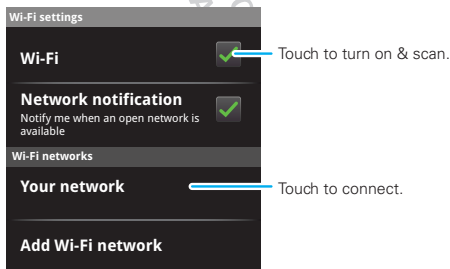 Wi-Fi settings
Wi-Fi
Touch to turn on & scan.
Network notification
Notify me when an open network is
available
Wi-Fi networks
Your network
Touch to connect.
Add Wi-Fi network